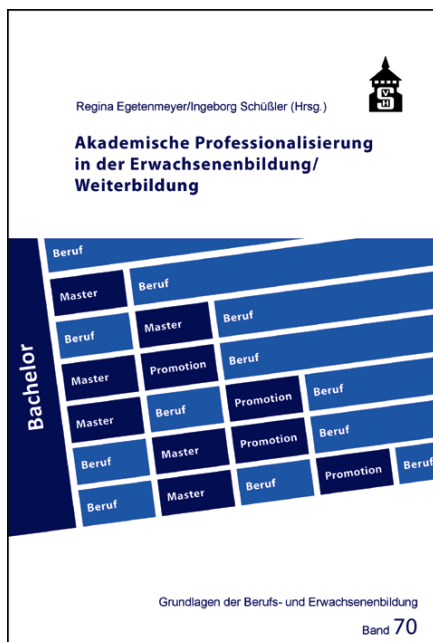 Regina Egetenmeyer/Ingeborg Schüßler (Hrsg.)
V
S
H
Akademische Professionalisierung
in der Erwachsenenbildung/
Weiterbildung
Bachelor
Beruf
Master Beruf
Beruf Master Beruf
Master Promotion Beruf
Master Beruf Promotion Beruf
Beruf Master Promotion Beruf
Beruf Master Beruf Promotion Beruf
Grundlagen der Berufs- und Erwachsenenbildung
Band 70